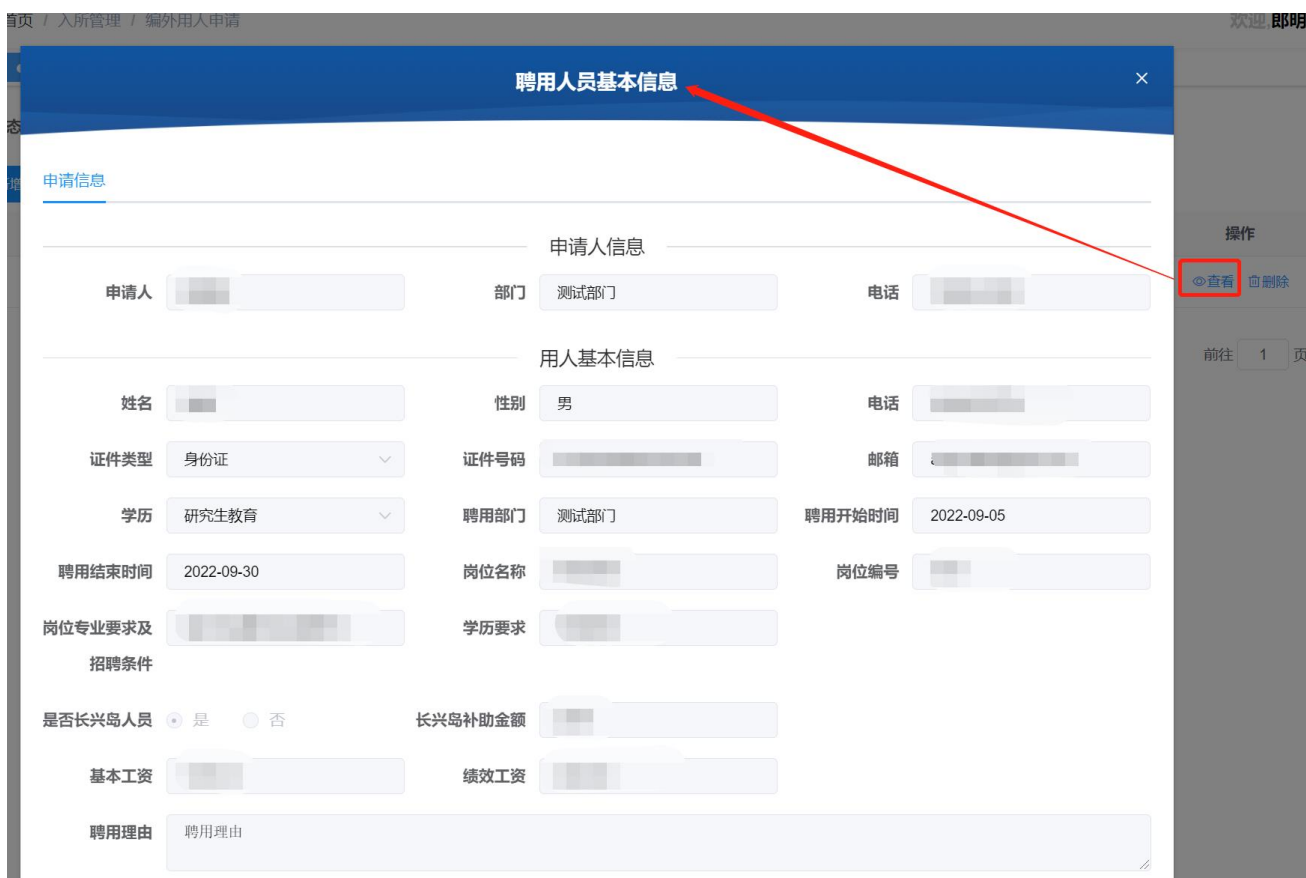 首页 / 入所管理 / 编外用人申请
欢迎,郎明
聘用人员基本信息 ×
态
增
申请信息
操作
申请人信息
查看 删除
申请人
部门 测试部门
电话
用人基本信息
前往 1 页
姓名
性别 男
电话
证件类型 身份证
证件号码
邮箱
学历 研究生教育
聘用部门 测试部门
聘用开始时间 2022-09-05
聘用结束时间 2022-09-30
岗位名称
岗位编号
岗位专业要求及
招聘条件
学历要求
是否长兴岛人员 是 否
长兴岛补助金额
基本工资
绩效工资
聘用理由 聘用理由